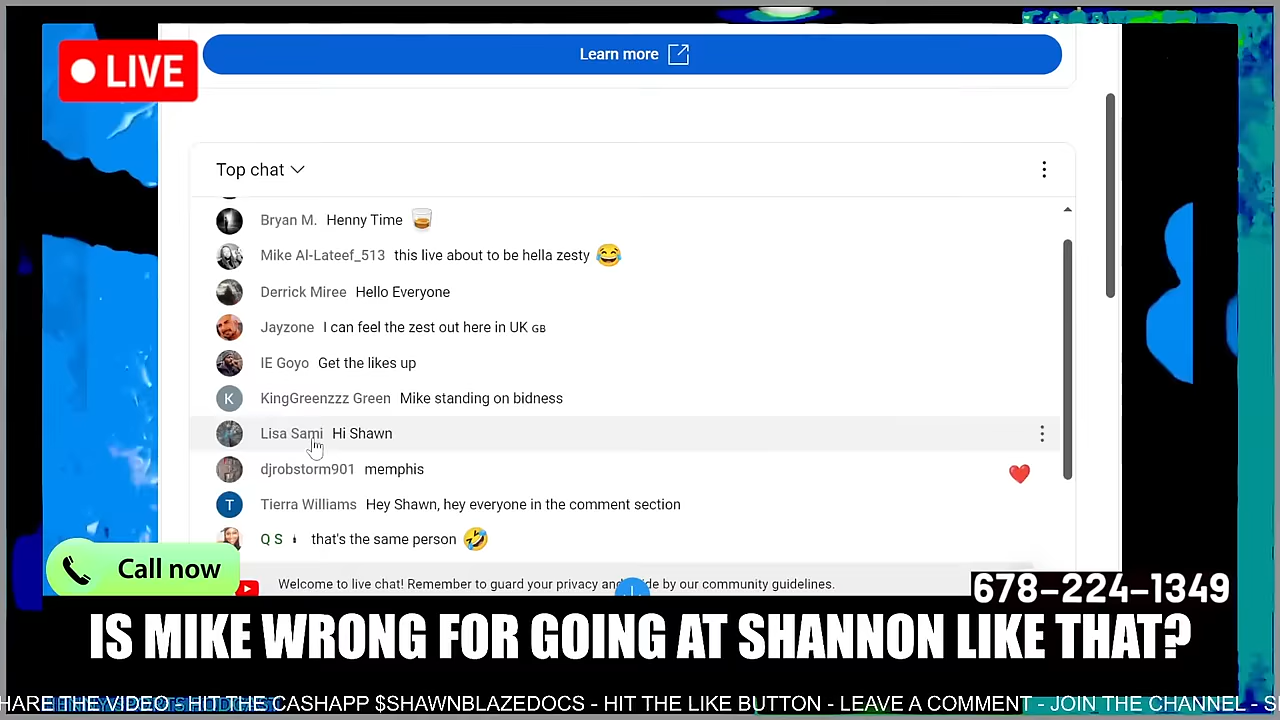 Learn more
LIVE
Top chat
Bryan M. Henny Time
Mike Al-Lateef_513 this live about to be hella zesty
Derrick Miree Hello Everyone
Jayzone I can feel the zest out here in UK GB
IE Goyo Get the likes up
K KingGreenzzz Green Mike standing on bidness
Lisa Sami Hi Shawn
djrobstorm901 memphis
T Tierra Williams Hey Shawn, hey everyone in the comment section
Q S that's the same person
Call now
Welcome to live chat! Remember to guard your privacy and by our community guidelines.
678-224-1349
IS MIKE WRONG FOR GOING AT SHANNON LIKE THAT?
HARE THE VIDEO - HIT THE CASHAPP $SHAWNBLAZEDOCS - HIT THE LIKE BUTTON - LEAVE A COMMENT - JOIN THE CHANNEL - S